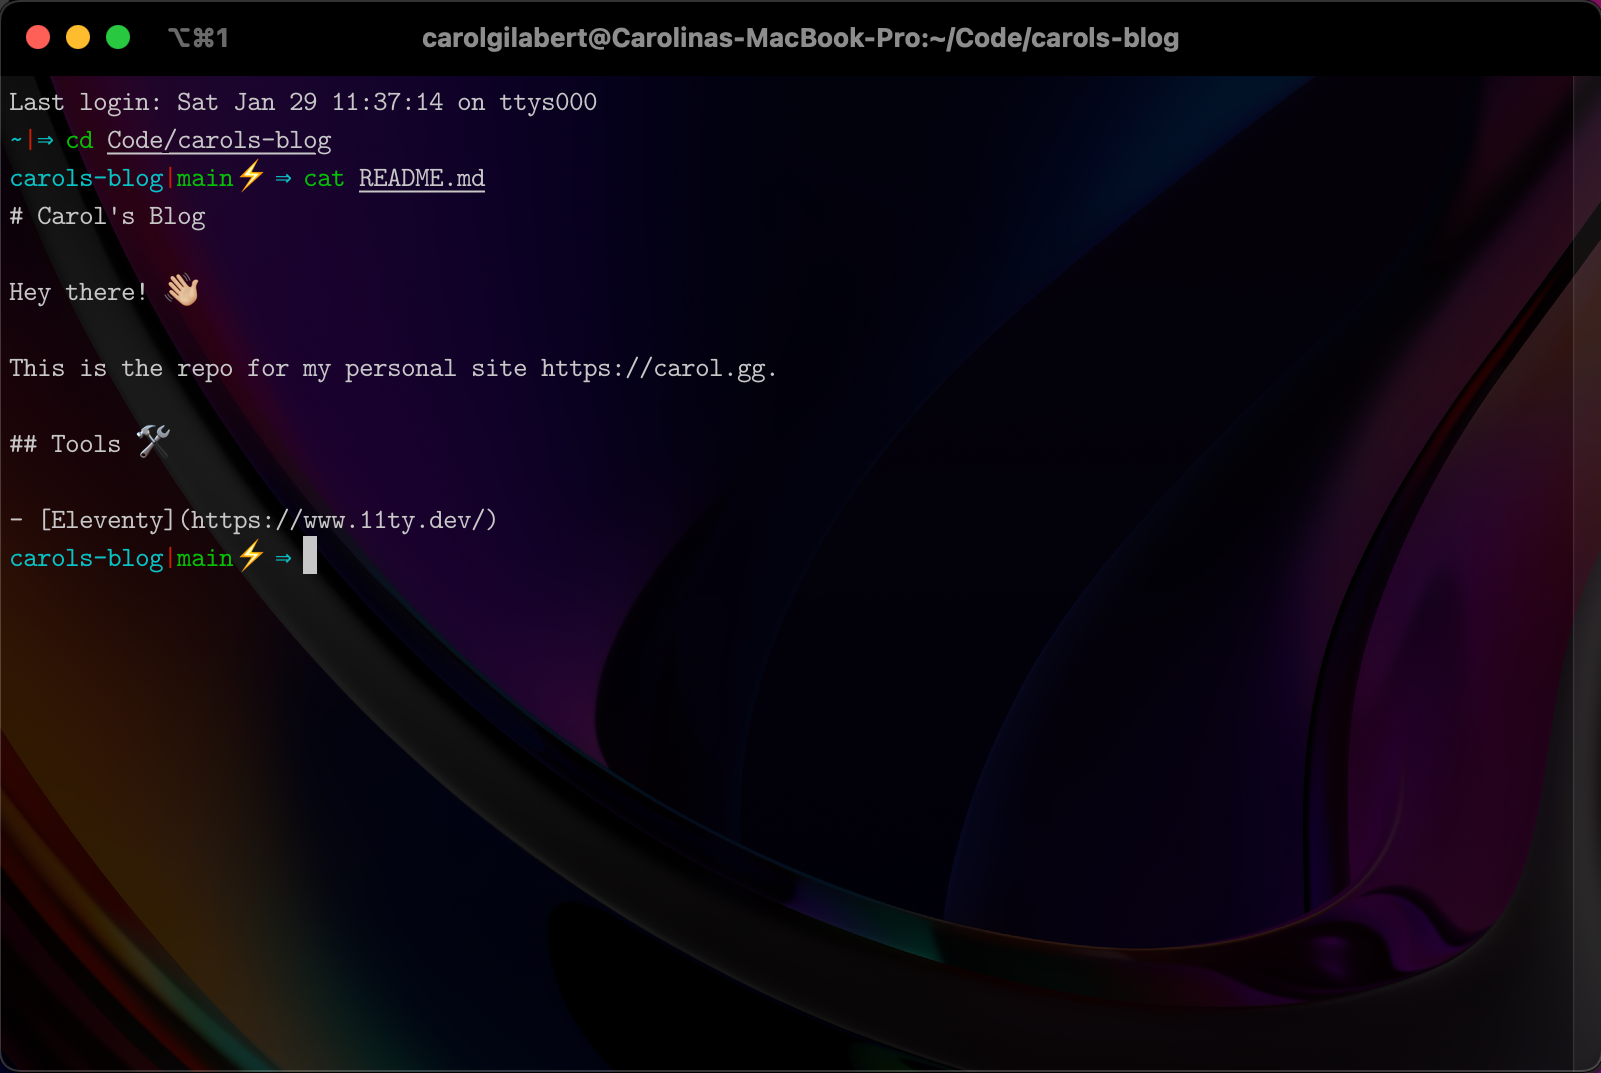 ⌥⌘1
carolgilabert@Carolinas-MacBook-Pro:~/Code/carols-blog
Last login: Sat Jan 29 11:37:14 on ttys000
~|⇒ cd Code/carols-blog
carols-blog|main⚡ ⇒ cat README.md
# Carol's Blog
Hey there! 👋🏼
This is the repo for my personal site https://carol.gg.
## Tools 🛠
- [Eleventy](https://www.11ty.dev/)
carols-blog|main⚡ ⇒